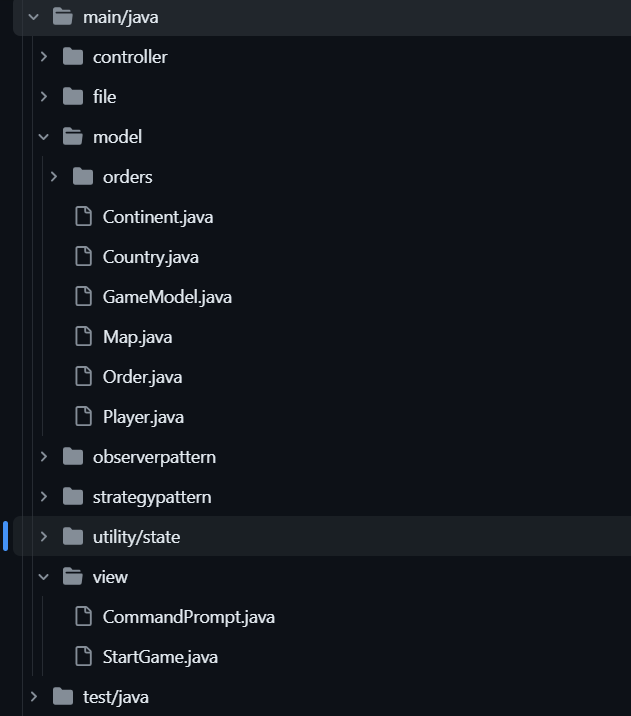 main/java
controller
file
model
orders
Continent.java
Country.java
GameModel.java
Map.java
Order.java
Player.java
observerpattern
strategypattern
utility/state
view
CommandPrompt.java
StartGame.java
test/java